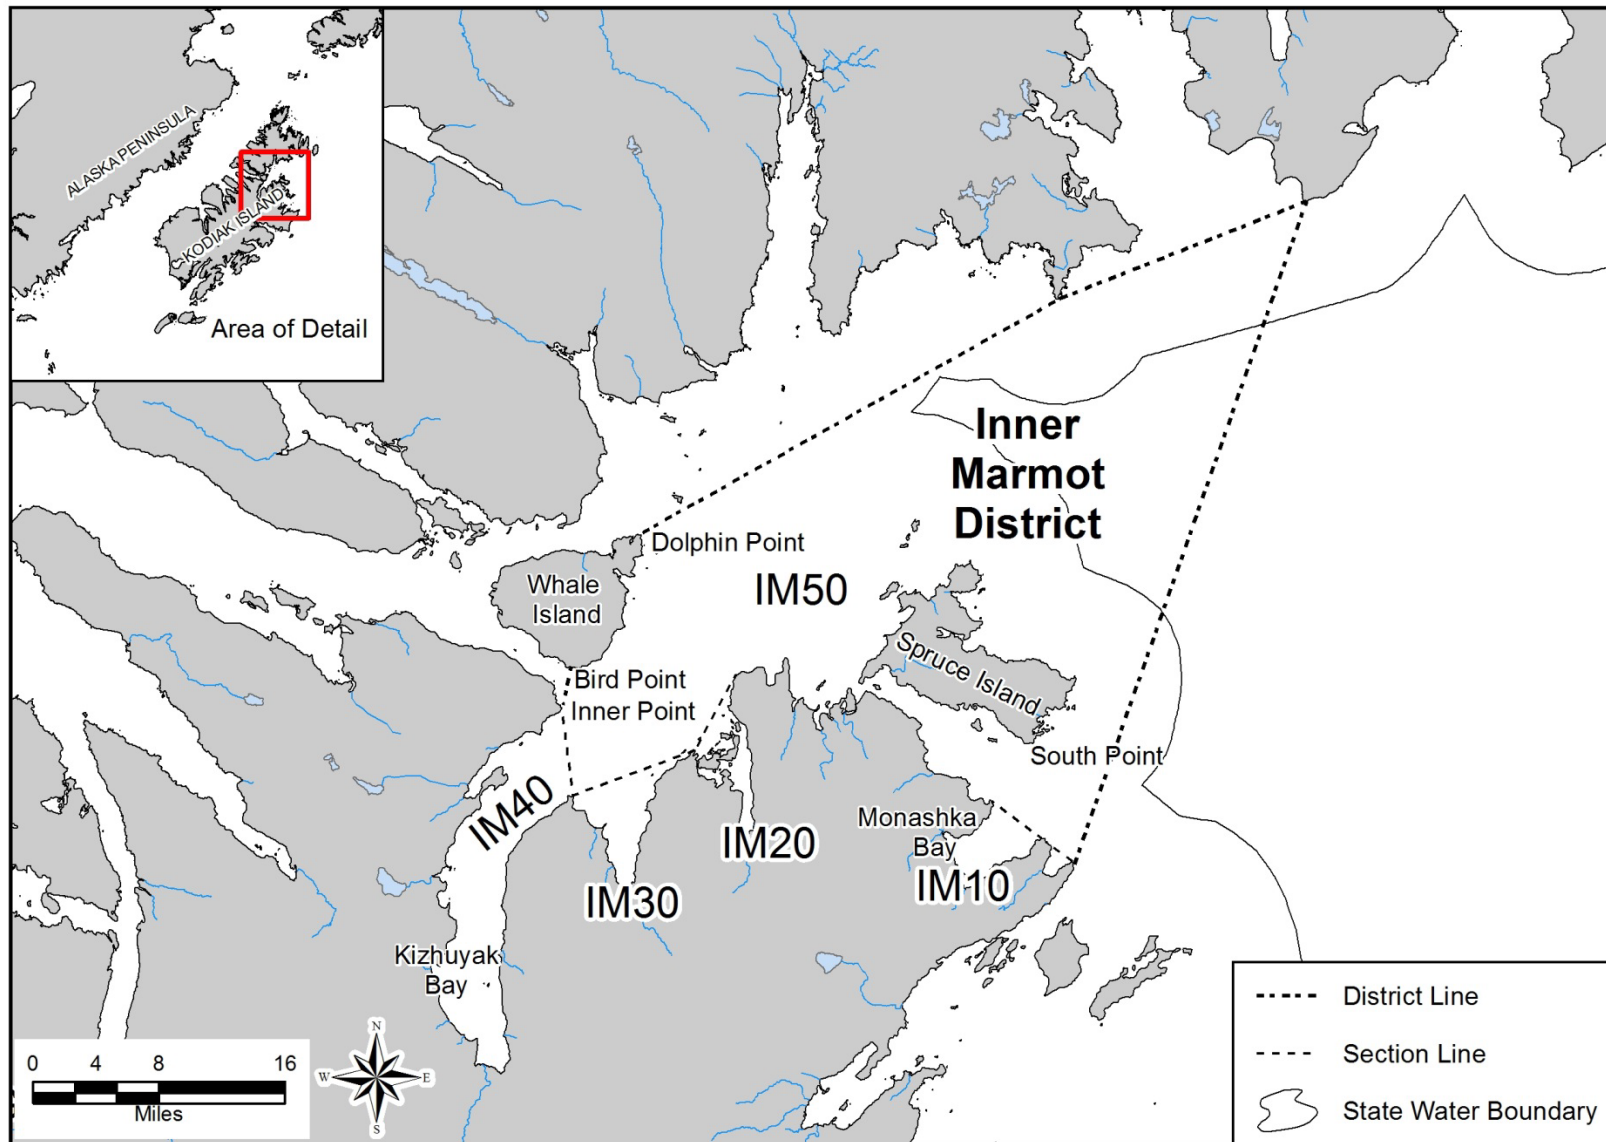 ALASKA PENINSULA
KODIAK ISLAND
Area of Detail
Inner
Marmot
District
Dolphin Point
IM50
Whale
Island
Spruce Island
Bird Point
Inner Point
South Point
IM40
Monashka
Bay
IM20
IM10
IM30
Kizhuyak
Bay
0 4 8 16
Miles
N
W E
S
District Line
Section Line
State Water Boundary